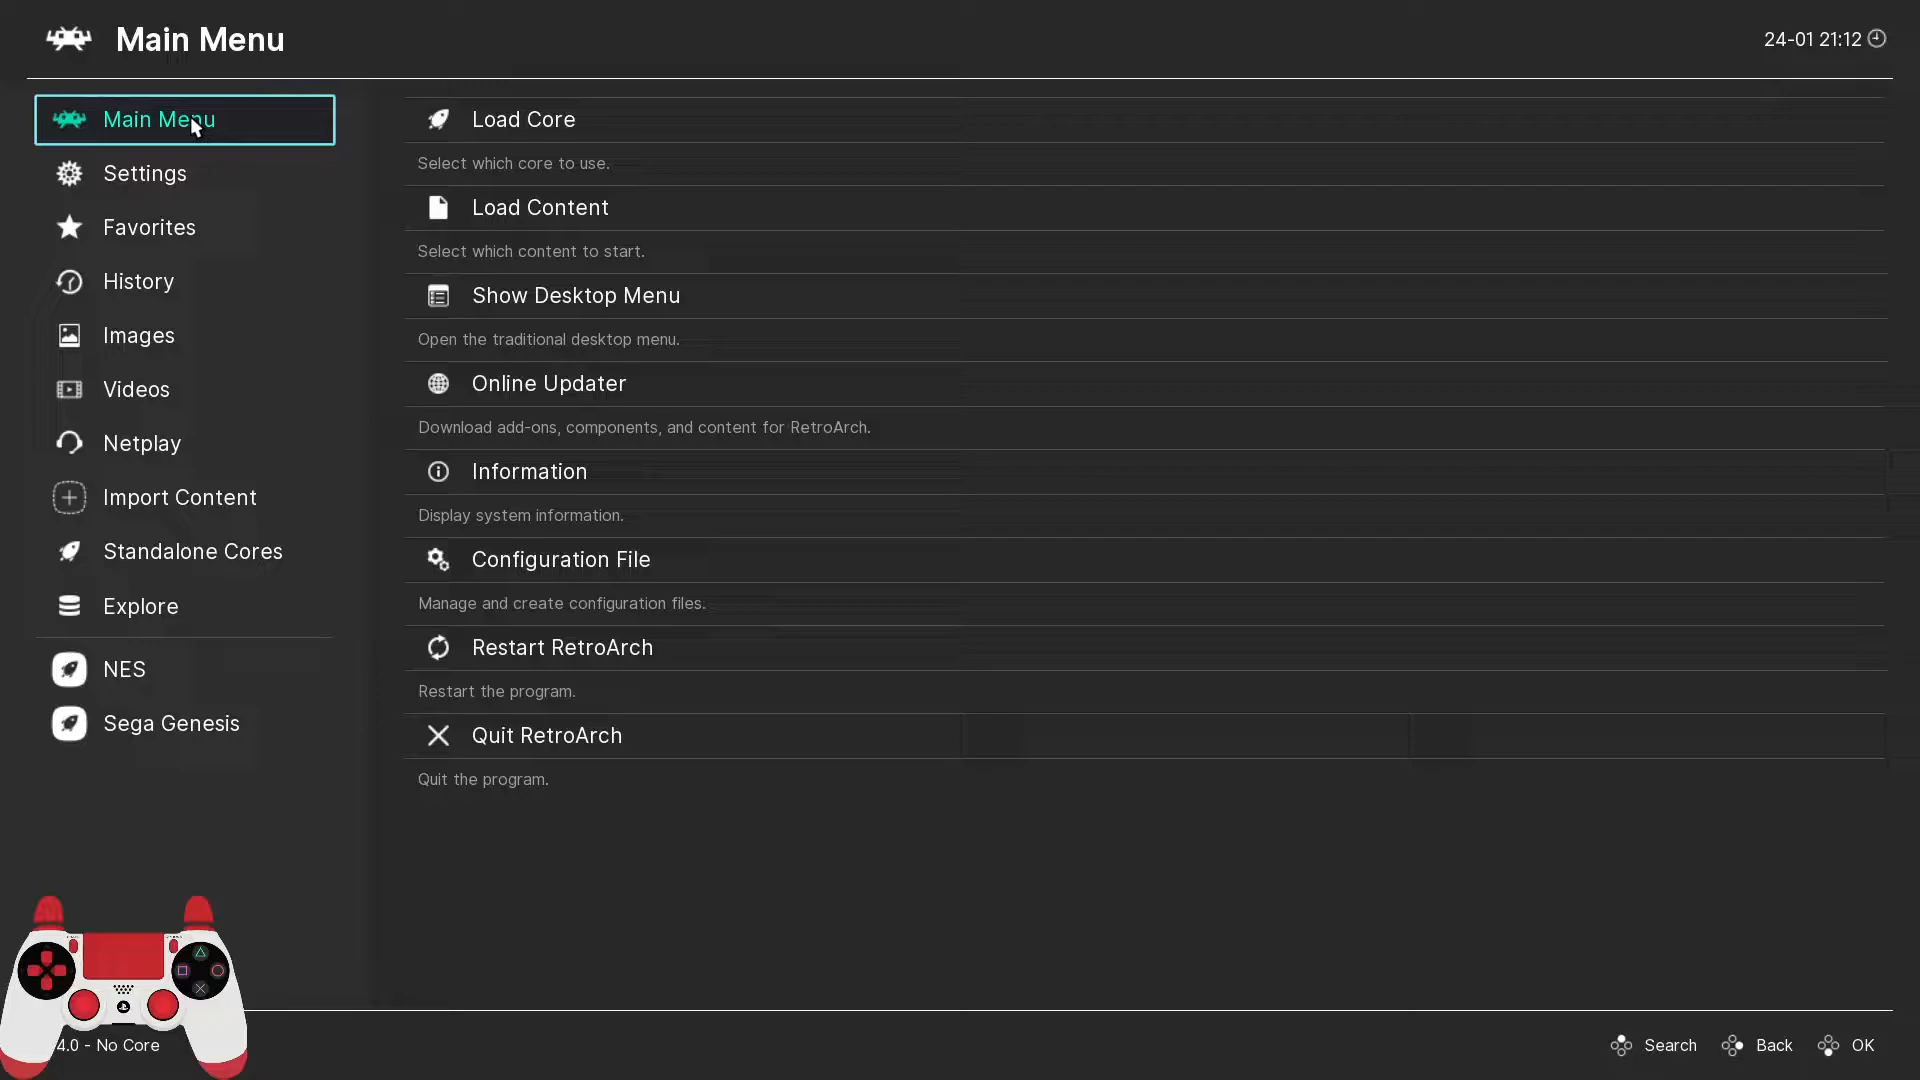 Main Menu
24-01 21:12
Main Menu
Settings
Favorites
History
Images
Videos
Netplay
Import Content
Standalone Cores
Explore
NES
Sega Genesis
Load Core
Select which core to use.
Load Content
Select which content to start.
Show Desktop Menu
Open the traditional desktop menu.
Online Updater
Download add-ons, components, and content for RetroArch.
Information
Display system information.
Configuration File
Manage and create configuration files.
Restart RetroArch
Restart the program.
Quit RetroArch
Quit the program.
4.0 - No Core
Search
Back
OK